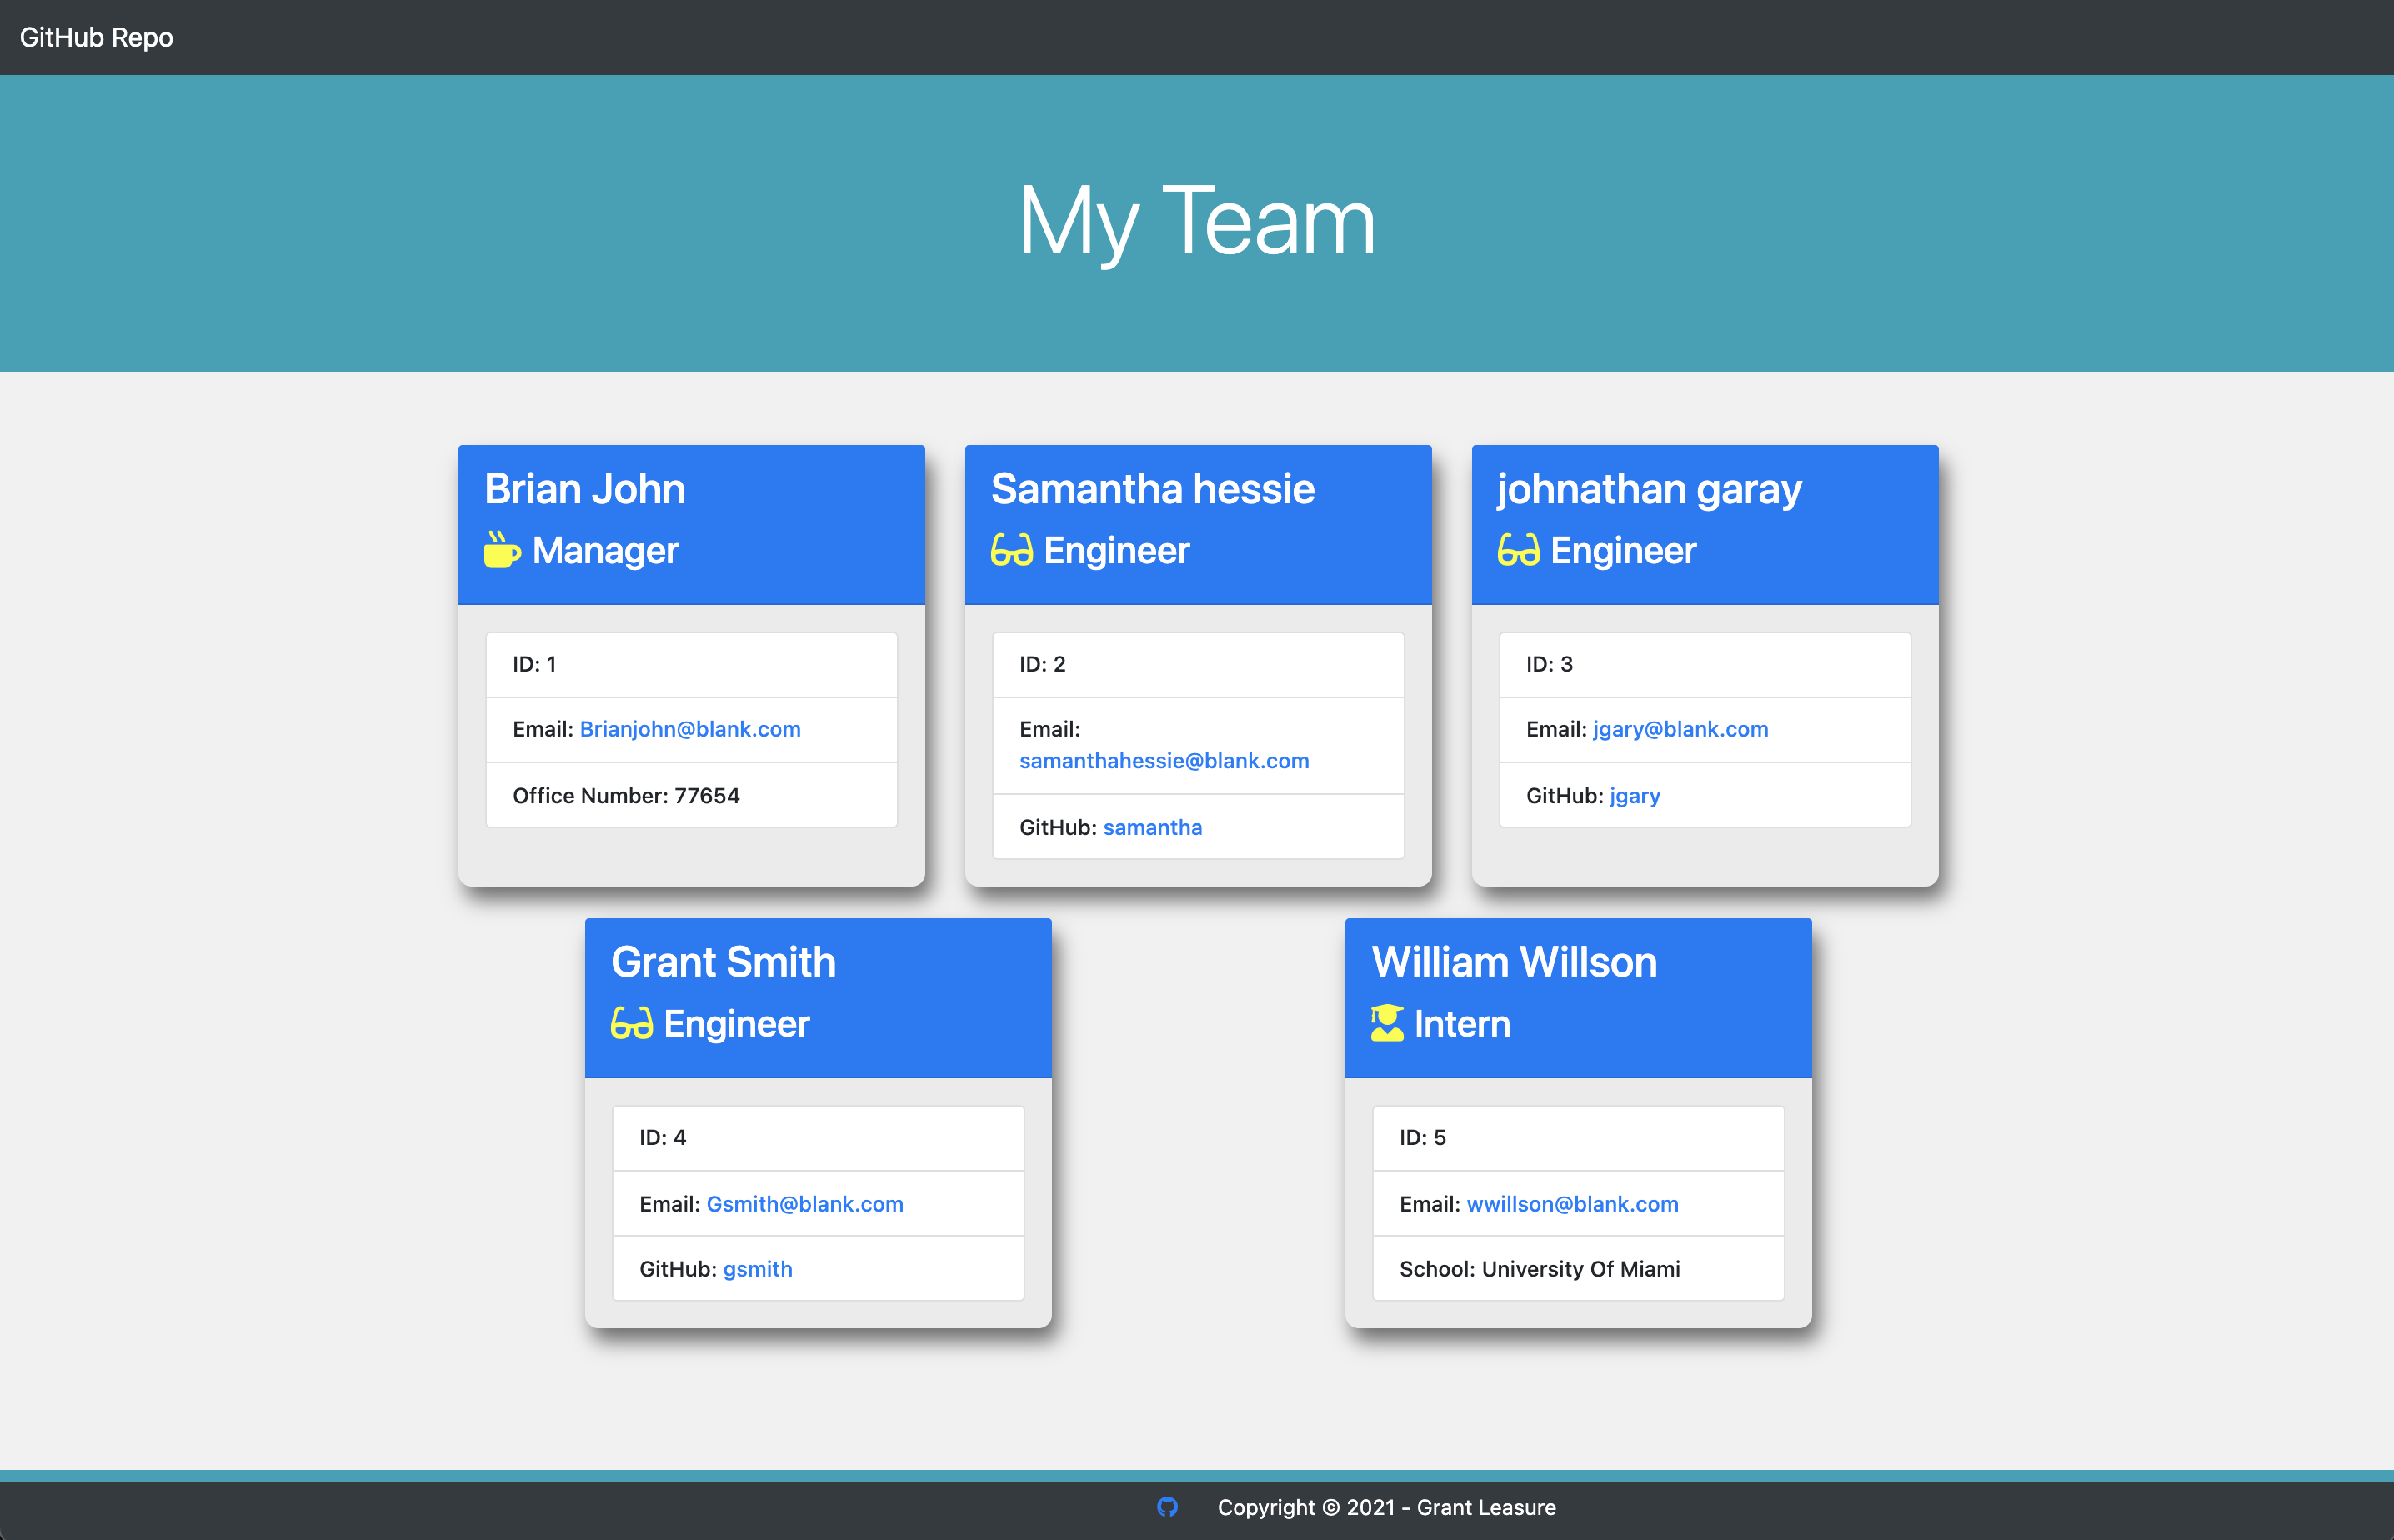 GitHub Repo
My Team
Brian John
Manager
ID: 1
Email: Brianjohn@blank.com
Office Number: 77654
Samantha hessie
Engineer
ID: 2
Email:
samanthahessie@blank.com
GitHub: samantha
johnathan garay
Engineer
ID: 3
Email: jgary@blank.com
GitHub: jgary
Grant Smith
Engineer
ID: 4
Email: Gsmith@blank.com
GitHub: gsmith
William Willson
Intern
ID: 5
Email: wwillson@blank.com
School: University Of Miami
Copyright © 2021 - Grant Leasure